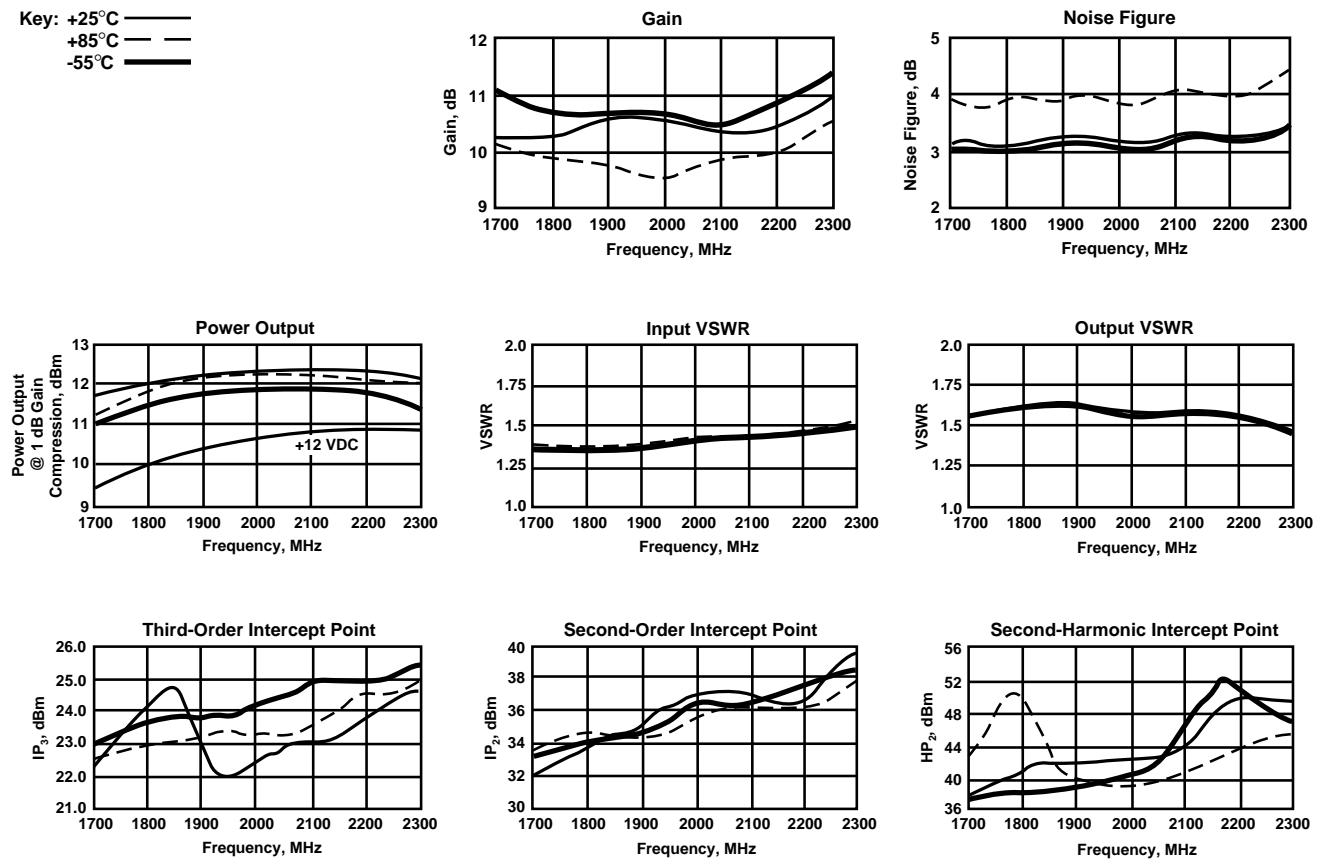 Key: +25°C
+85°C
-55°C
Gain
12
11
10
9
Gain, dB
1700 1800 1900 2000 2100 2200 2300
Frequency, MHz
Noise Figure
5
4
3
2
Noise Figure, dB
1700 1800 1900 2000 2100 2200 2300
Frequency, MHz
Power Output
13
12
11
10
9
Power Output
@ 1 dB Gain
Compression, dBm
+12 VDC
1700 1800 1900 2000 2100 2200 2300
Frequency, MHz
Input VSWR
2.0
1.75
1.5
1.25
1.0
VSWR
1700 1800 1900 2000 2100 2200 2300
Frequency, MHz
Output VSWR
2.0
1.75
1.5
1.25
1.0
VSWR
1700 1800 1900 2000 2100 2200 2300
Frequency, MHz
Third-Order Intercept Point
26.0
25.0
24.0
23.0
22.0
21.0
IP3, dBm
1700 1800 1900 2000 2100 2200 2300
Frequency, MHz
Second-Order Intercept Point
40
38
36
34
32
30
IP2, dBm
1700 1800 1900 2000 2100 2200 2300
Frequency, MHz
Second-Harmonic Intercept Point
56
52
48
44
40
36
HP2, dBm
1700 1800 1900 2000 2100 2200 2300
Frequency, MHz